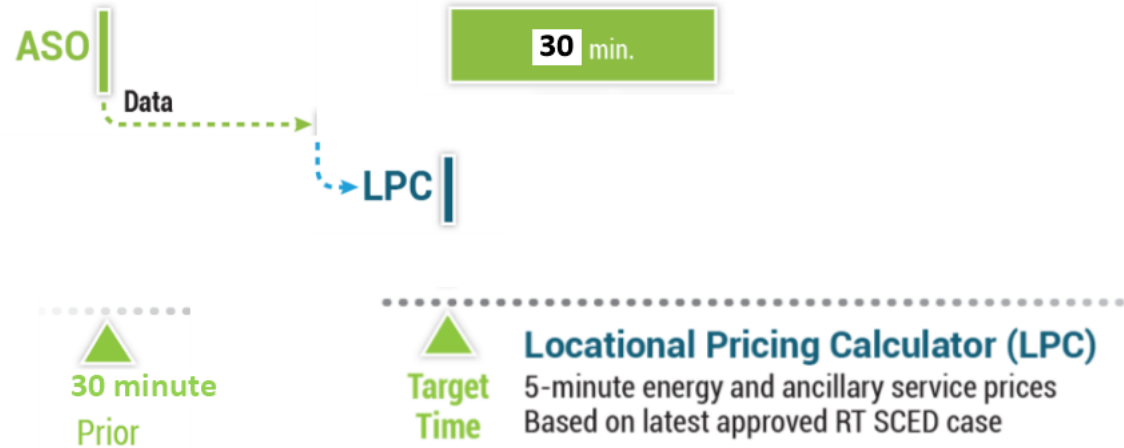 ASO
30 min.
Data
LPC
30 minute
Prior
Target
Time
Locational Pricing Calculator (LPC)
5-minute energy and ancillary service prices
Based on latest approved RT SCED case